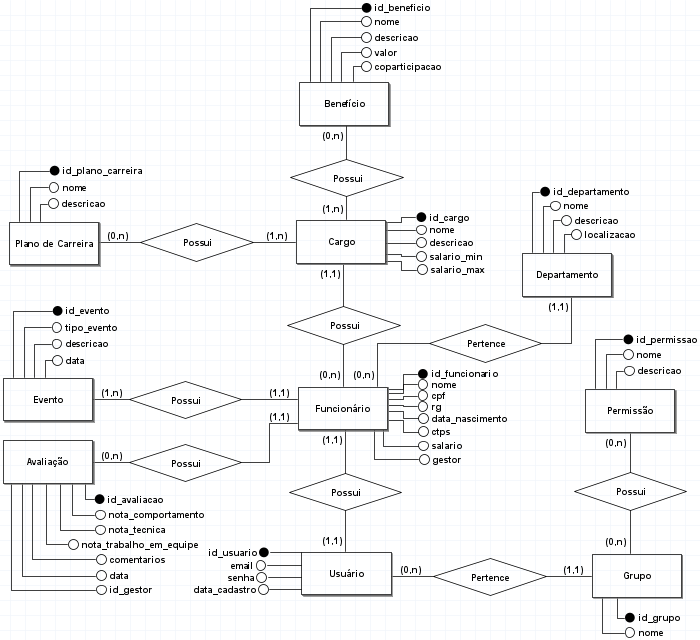 id_beneficio
nome
descricao
valor
coparticipacao
Benefício
(0,n)
Possui
(1,n)
id_plano_carreira
nome
descricao
Plano de Carreira
(0,n)
Possui
(1,n)
Cargo
id_cargo
nome
descricao
salario_min
salario_max
(1,1)
id_departamento
nome
descricao
localizacao
Departamento
(1,1)
Possui
Pertence
(0,n)
(0,n)
id_evento
tipo_evento
descricao
data
Evento
(1,n)
Possui
(1,1)
Funcionário
id_funcionario
nome
cpf
rg
data_nascimento
ctps
salario
gestor
id_permissao
nome
descricao
Permissão
(0,n)
(1,1)
Avaliação
(0,n)
Possui
(1,1)
id_avaliacao
nota_comportamento
nota_tecnica
nota_trabalho_em_equipe
comentarios
data
id_gestor
Possui
(1,1)
Possui
(0,n)
id_usuario
email
senha
data_cadastro
Usuário
(0,n)
Pertence
(1,1)
Grupo
id_grupo
nome